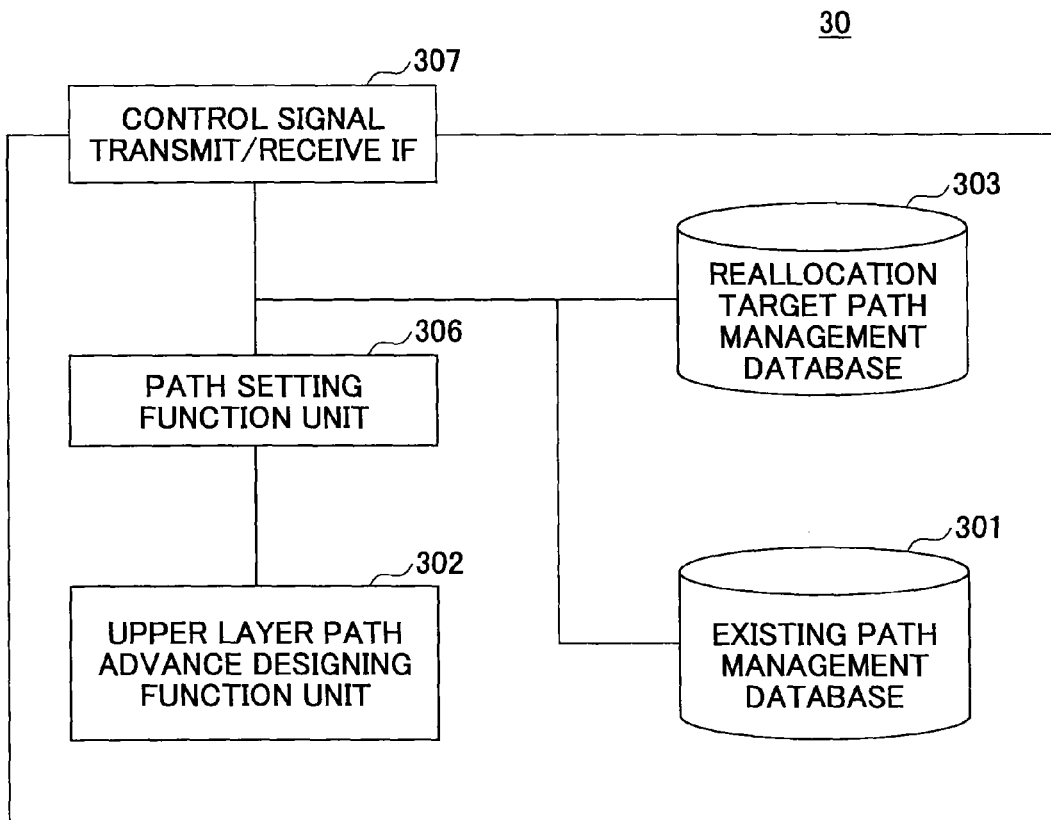 30
307
CONTROL SIGNAL
TRANSMIT/RECEIVE IF
303
REALLOCATION
TARGET PATH
MANAGEMENT
DATABASE
306
PATH SETTING
FUNCTION UNIT
302
UPPER LAYER PATH
ADVANCE DESIGNING
FUNCTION UNIT
301
EXISTING PATH
MANAGEMENT
DATABASE